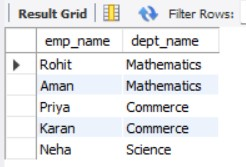 Result Grid Filter Rows:
emp_name dept_name
Rohit Mathematics
Aman Mathematics
Priya Commerce
Karan Commerce
Neha Science